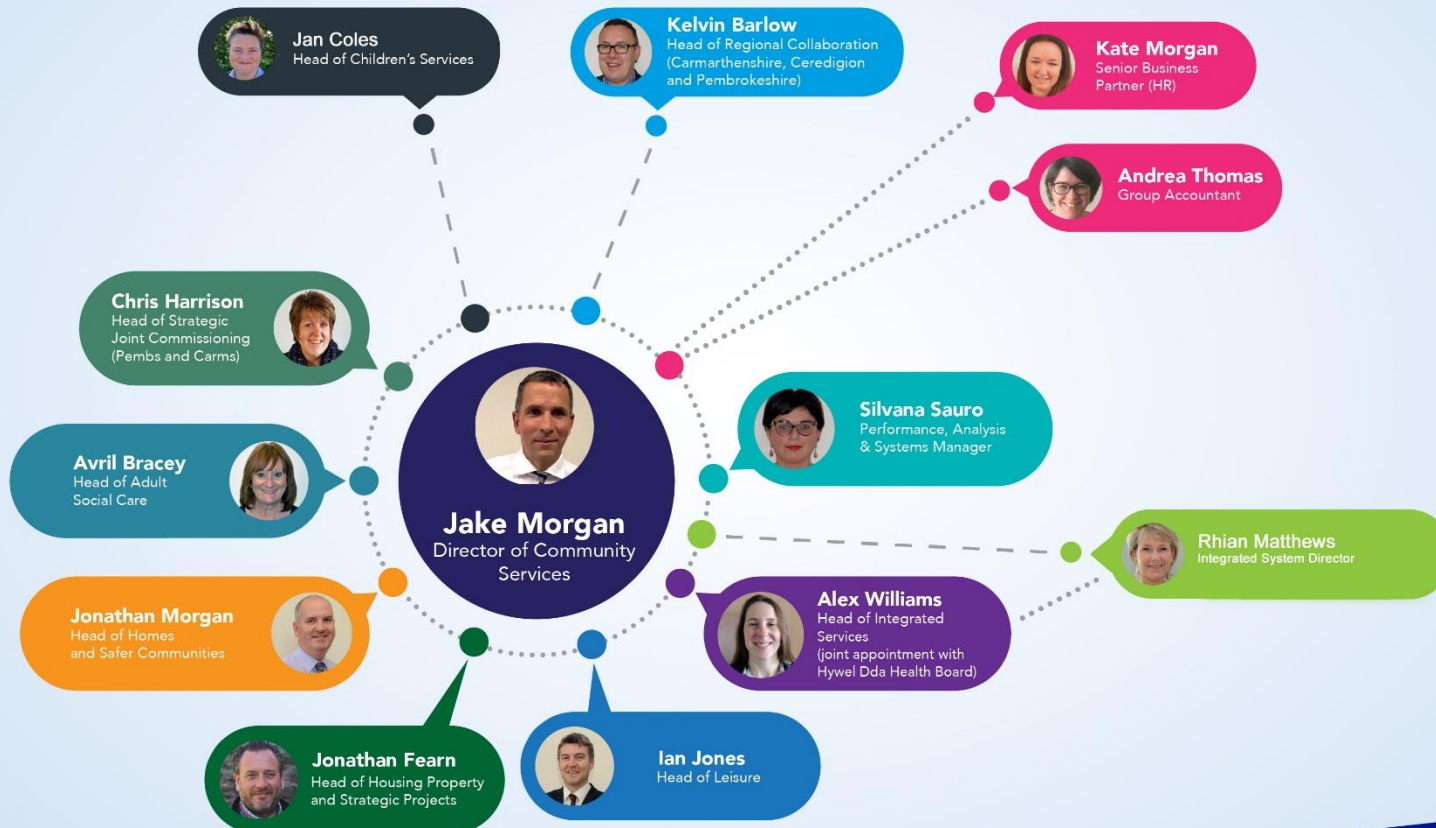 Jan Coles
Head of Children's Services
Kelvin Barlow
Head of Regional Collaboration
(Carmarthenshire, Ceredigion
and Pembrokeshire)
Kate Morgan
Senior Business
Partner (HR)
Andrea Thomas
Group Accountant
Chris Harrison
Head of Strategic
Joint Commissioning
(Pembs and Carms)
Silvana Sauro
Performance, Analysis
& Systems Manager
Avril Bracey
Head of Adult
Social Care
Jake Morgan
Director of Community
Services
Rhian Matthews
Integrated System Director
Jonathan Morgan
Head of Homes
and Safer Communities
Alex Williams
Head of Integrated
Services
(joint appointment with
Hywel Dda Health Board)
Jonathan Fearn
Head of Housing Property
and Strategic Projects
Ian Jones
Head of Leisure